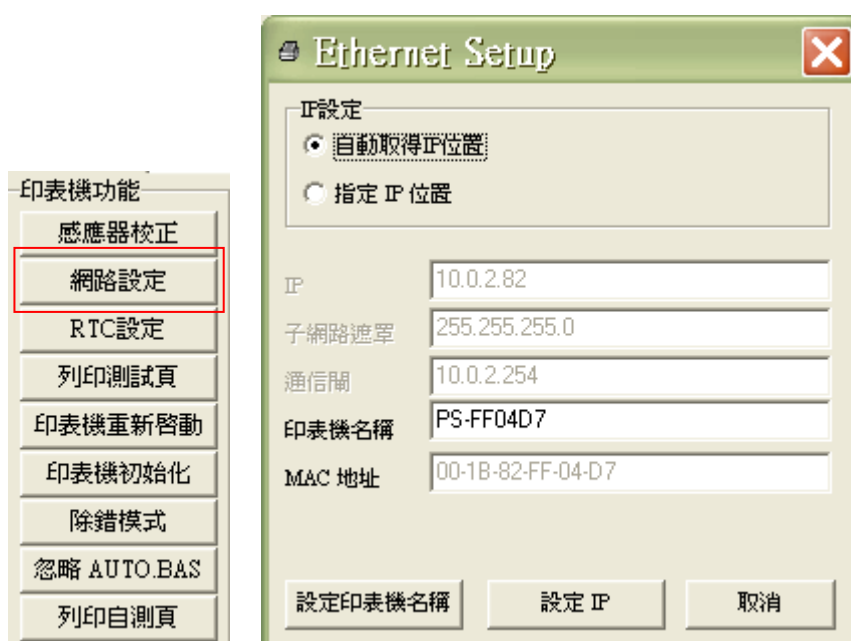 印表機功能
感應器校正
網路設定
RTC設定
列印測試頁
印表機重新啓動
印表機初始化
除錯模式
忽略 AUTO.BAS
列印自測頁
Ethernet Setup
IP設定
自動取得IP位置
指定 IP 位置
IP 10.0.2.82
子網路遮罩 255.255.255.0
通信閘 10.0.2.254
印表機名稱 PS-FF04D7
MAC 地址 00-1B-82-FF-04-D7
設定印表機名稱 設定 IP 取消